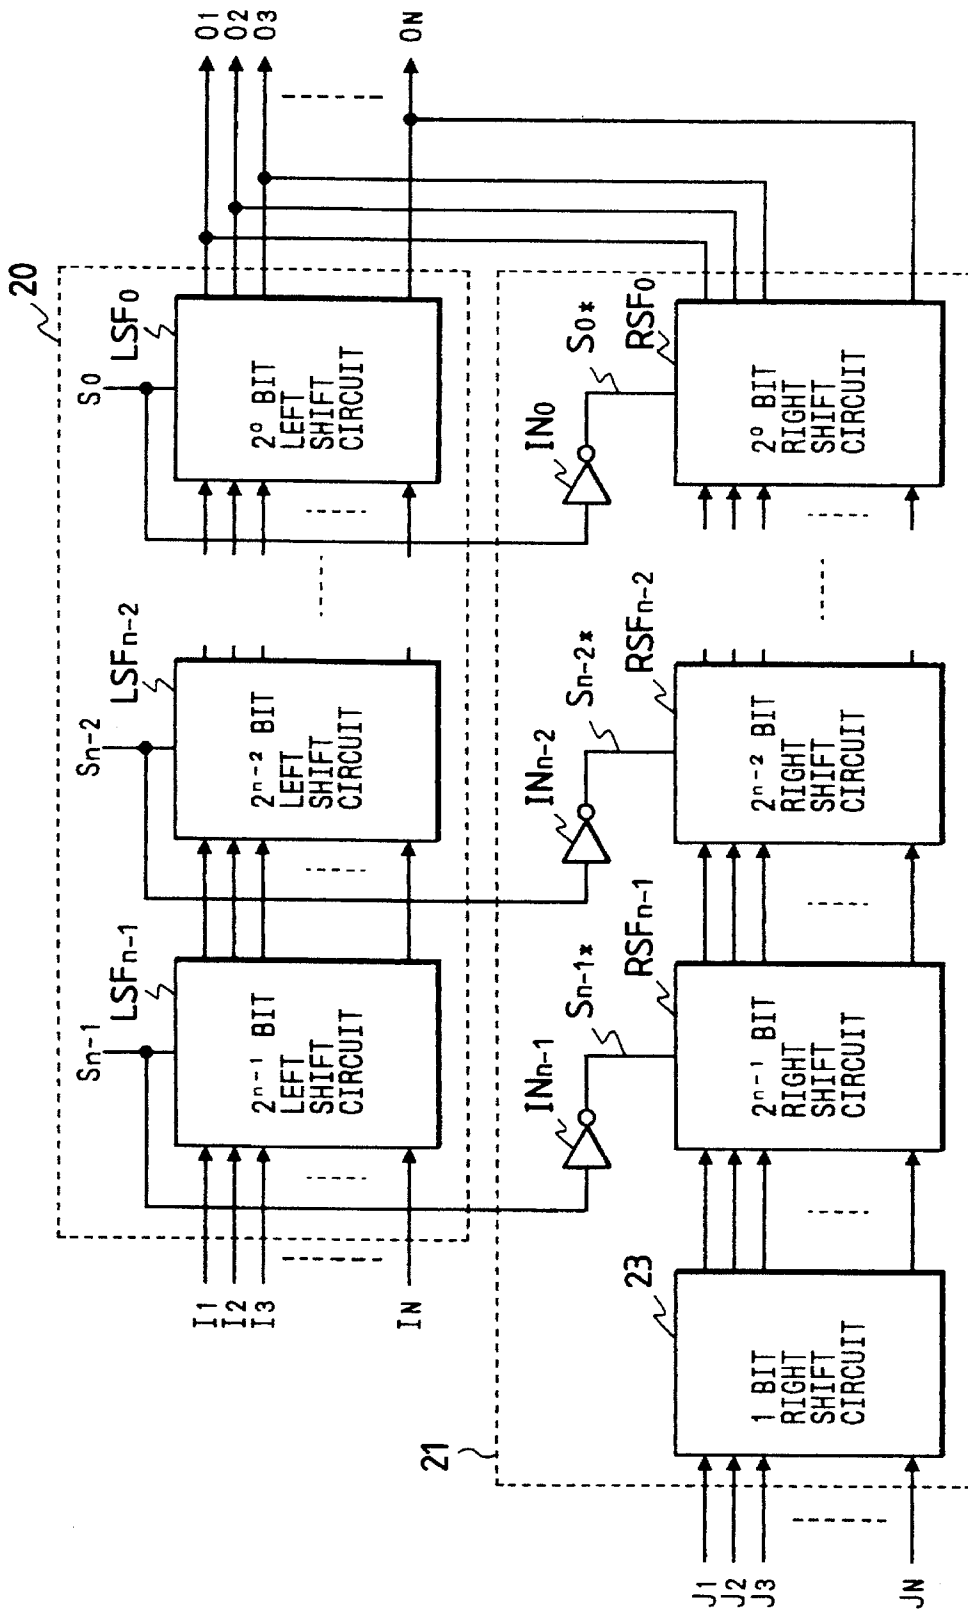 20
Sn-1
Sn-2
S0
LSFn-1
LSFn-2
LSF0
I1
I2
I3
IN
2ⁿ⁻¹ BIT
LEFT
SHIFT
CIRCUIT
2ⁿ⁻² BIT
LEFT
SHIFT
CIRCUIT
2⁰ BIT
LEFT
SHIFT
CIRCUIT
O1
O2
O3
ON
21
INn-1
Sn-1*
INn-2
Sn-2*
IN0
S0*
23
RSFn-1
RSFn-2
RSF0
J1
J2
J3
JN
1 BIT
RIGHT
SHIFT
CIRCUIT
2ⁿ⁻¹ BIT
RIGHT
SHIFT
CIRCUIT
2ⁿ⁻² BIT
RIGHT
SHIFT
CIRCUIT
2⁰ BIT
RIGHT
SHIFT
CIRCUIT